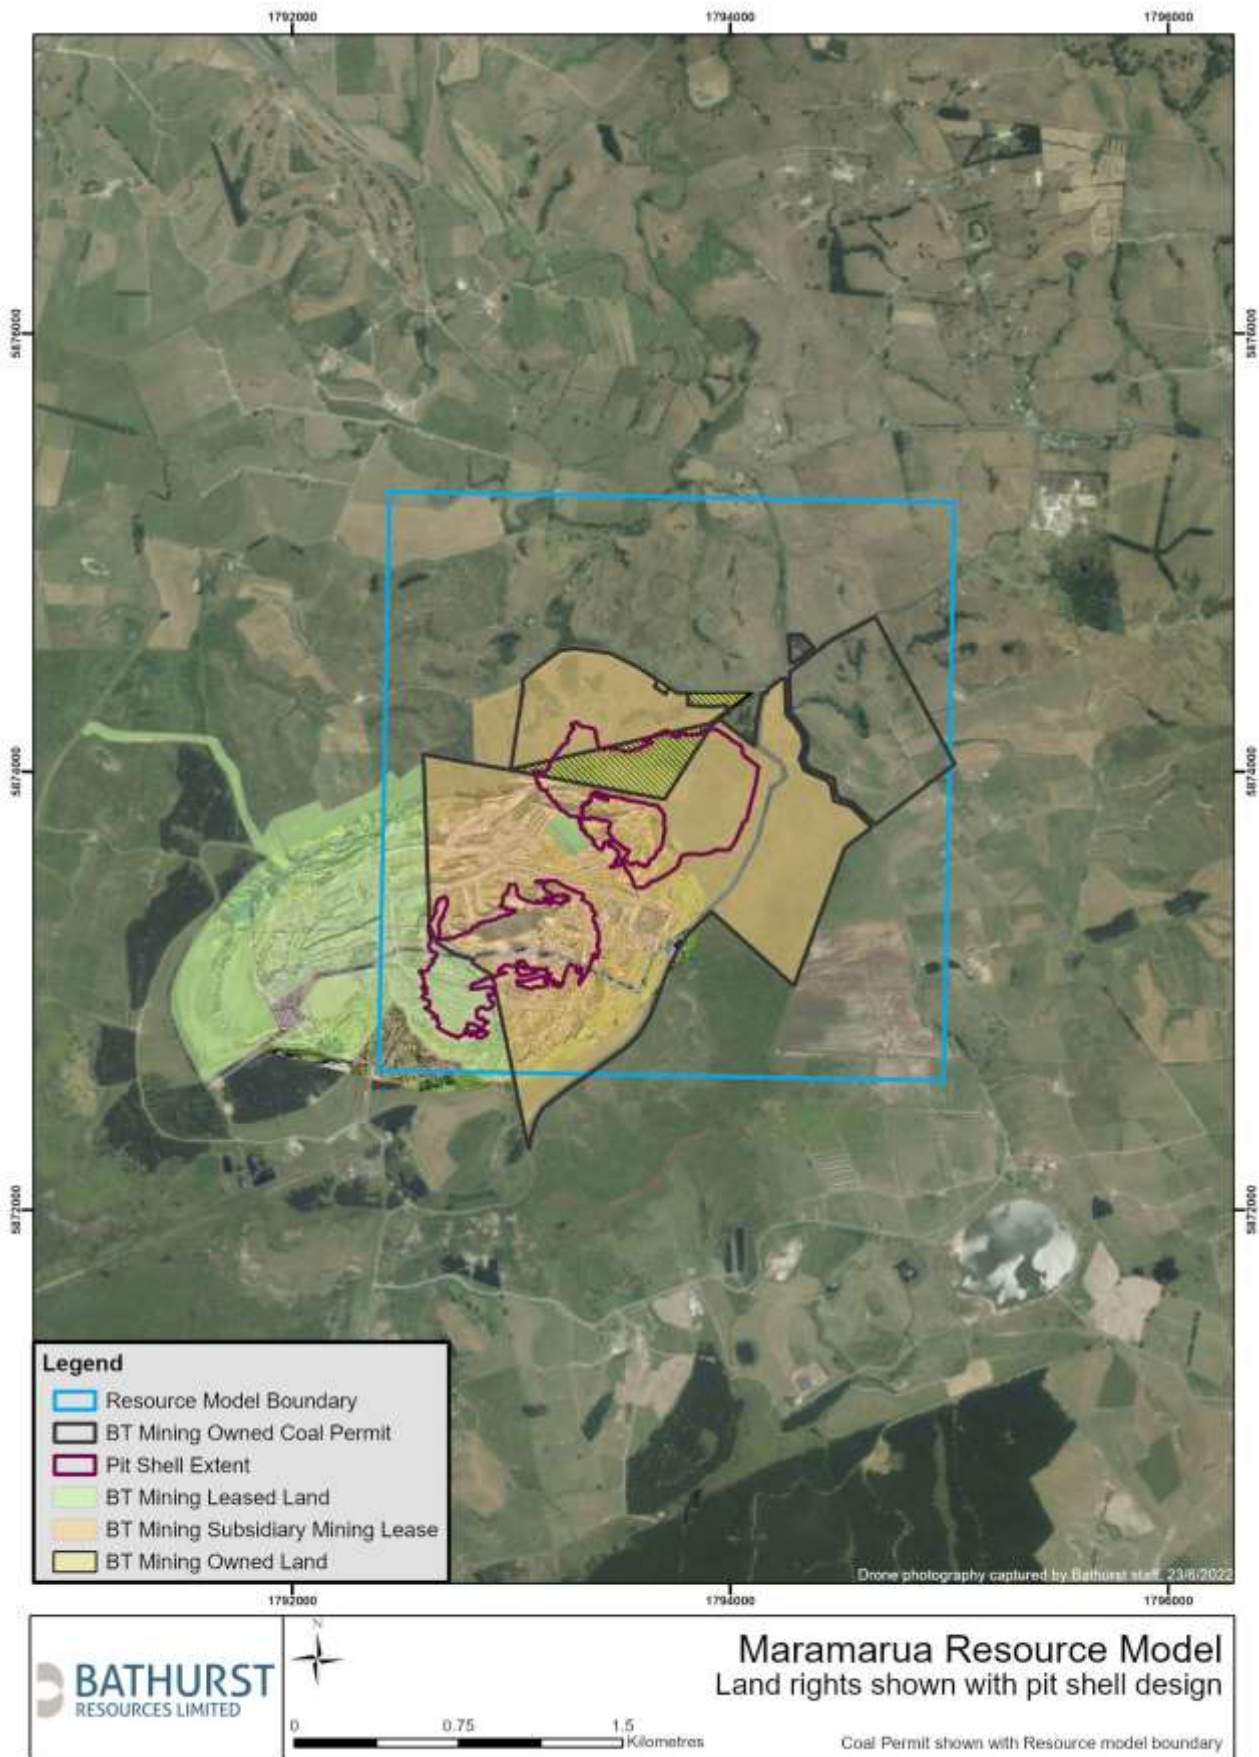 1792000 1794000 1796000
5876000 5876000
5874000 5874000
5872000 5872000
Legend
Resource Model Boundary
BT Mining Owned Coal Permit
Pit Shell Extent
BT Mining Leased Land
BT Mining Subsidiary Mining Lease
BT Mining Owned Land
Drone photography captured by Bathurst staff, 23/6/2022
1792000 1794000 1796000
BATHURST
RESOURCES LIMITED
N
0 0.75 1.5
Kilometres
Maramarua Resource Model
Land rights shown with pit shell design
Coal Permit shown with Resource model boundary